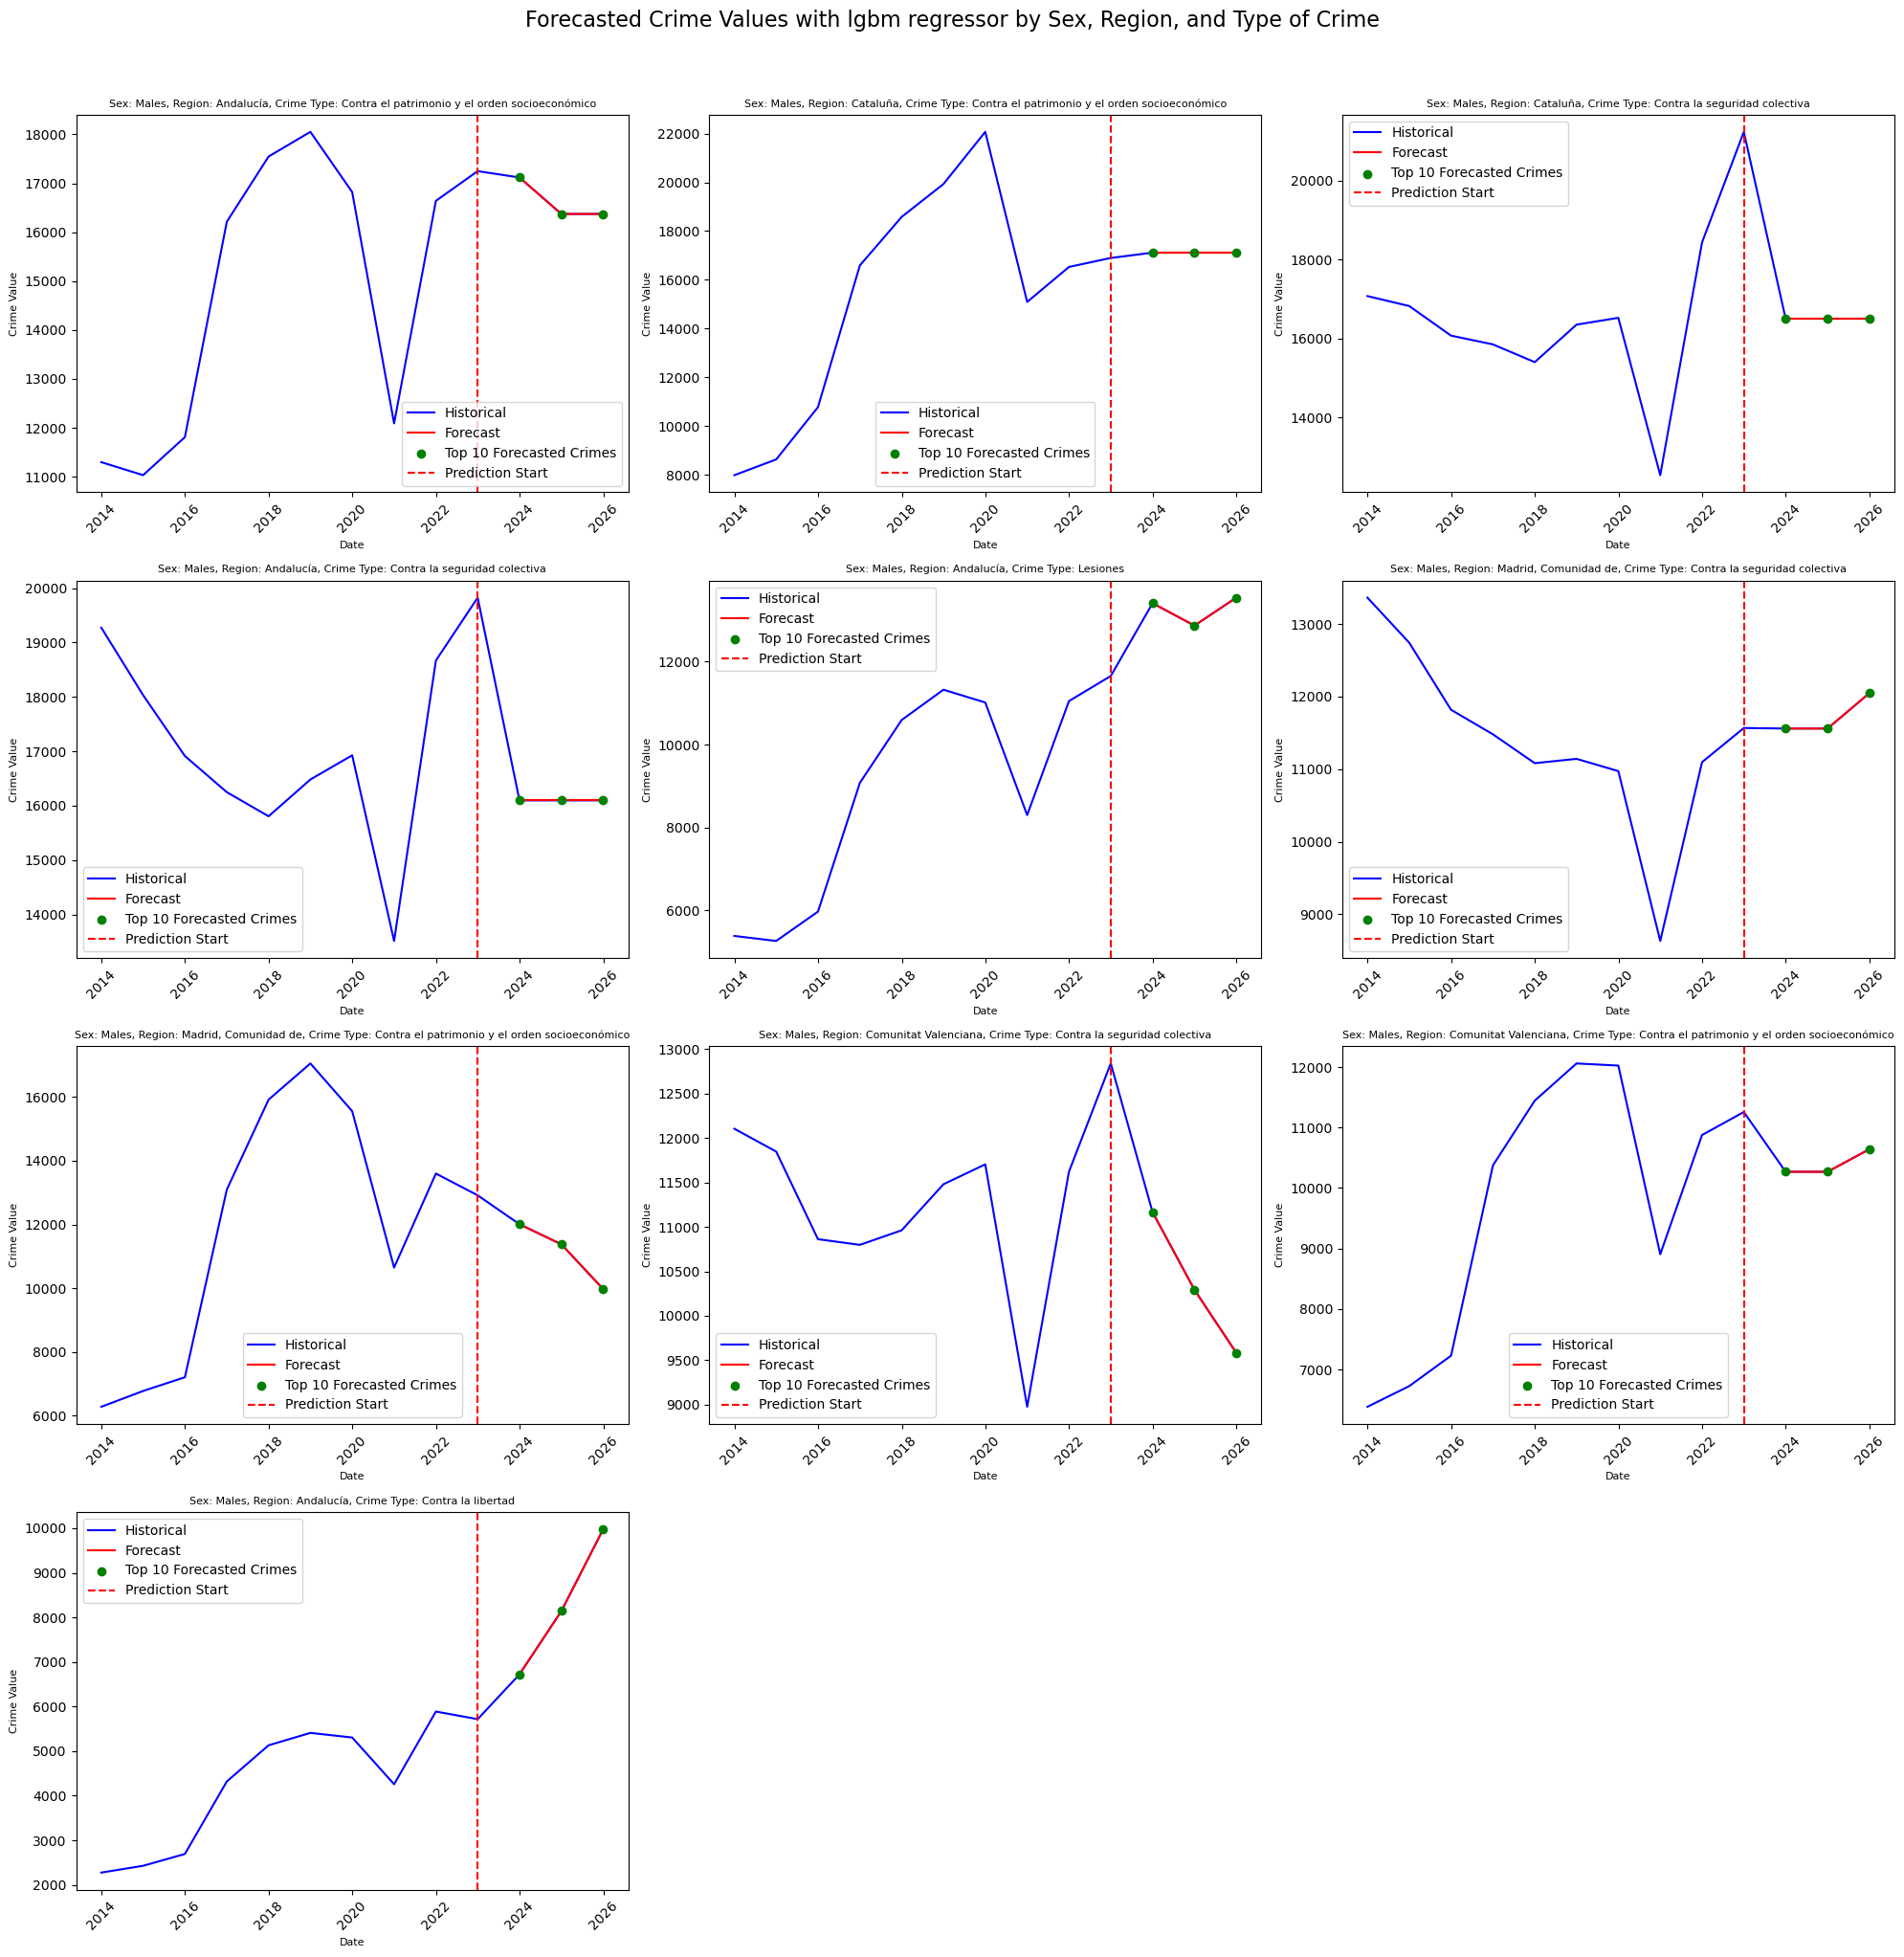 Forecasted Crime Values with lgbm regressor by Sex, Region, and Type of Crime
Sex: Males, Region: Andalucía, Crime Type: Contra el patrimonio y el orden socioeconómico
18000
17000
16000
15000
14000
13000
12000
11000
Crime Value
Historical
Forecast
Top 10 Forecasted Crimes
Prediction Start
2014
2016
2018
2020
2022
2024
2026
Date
Sex: Males, Region: Cataluña, Crime Type: Contra el patrimonio y el orden socioeconómico
22000
20000
18000
16000
14000
12000
10000
8000
Crime Value
Historical
Forecast
Top 10 Forecasted Crimes
Prediction Start
2014
2016
2018
2020
2022
2024
2026
Date
Sex: Males, Region: Cataluña, Crime Type: Contra la seguridad colectiva
20000
18000
16000
14000
Crime Value
Historical
Forecast
Top 10 Forecasted Crimes
Prediction Start
2014
2016
2018
2020
2022
2024
2026
Date
Sex: Males, Region: Andalucía, Crime Type: Contra la seguridad colectiva
20000
19000
18000
17000
16000
15000
14000
Crime Value
Historical
Forecast
Top 10 Forecasted Crimes
Prediction Start
2014
2016
2018
2020
2022
2024
2026
Date
Sex: Males, Region: Andalucía, Crime Type: Lesiones
12000
10000
8000
6000
Crime Value
Historical
Forecast
Top 10 Forecasted Crimes
Prediction Start
2014
2016
2018
2020
2022
2024
2026
Date
Sex: Males, Region: Madrid, Comunidad de, Crime Type: Contra la seguridad colectiva
13000
12000
11000
10000
9000
Crime Value
Historical
Forecast
Top 10 Forecasted Crimes
Prediction Start
2014
2016
2018
2020
2022
2024
2026
Date
Sex: Males, Region: Madrid, Comunidad de, Crime Type: Contra el patrimonio y el orden socioeconómico
16000
14000
12000
10000
8000
6000
Crime Value
Historical
Forecast
Top 10 Forecasted Crimes
Prediction Start
2014
2016
2018
2020
2022
2024
2026
Date
Sex: Males, Region: Comunitat Valenciana, Crime Type: Contra la seguridad colectiva
13000
12500
12000
11500
11000
10500
10000
9500
9000
Crime Value
Historical
Forecast
Top 10 Forecasted Crimes
Prediction Start
2014
2016
2018
2020
2022
2024
2026
Date
Sex: Males, Region: Comunitat Valenciana, Crime Type: Contra el patrimonio y el orden socioeconómico
12000
11000
10000
9000
8000
7000
Crime Value
Historical
Forecast
Top 10 Forecasted Crimes
Prediction Start
2014
2016
2018
2020
2022
2024
2026
Date
Sex: Males, Region: Andalucía, Crime Type: Contra la libertad
10000
9000
8000
7000
6000
5000
4000
3000
2000
Crime Value
Historical
Forecast
Top 10 Forecasted Crimes
Prediction Start
2014
2016
2018
2020
2022
2024
2026
Date